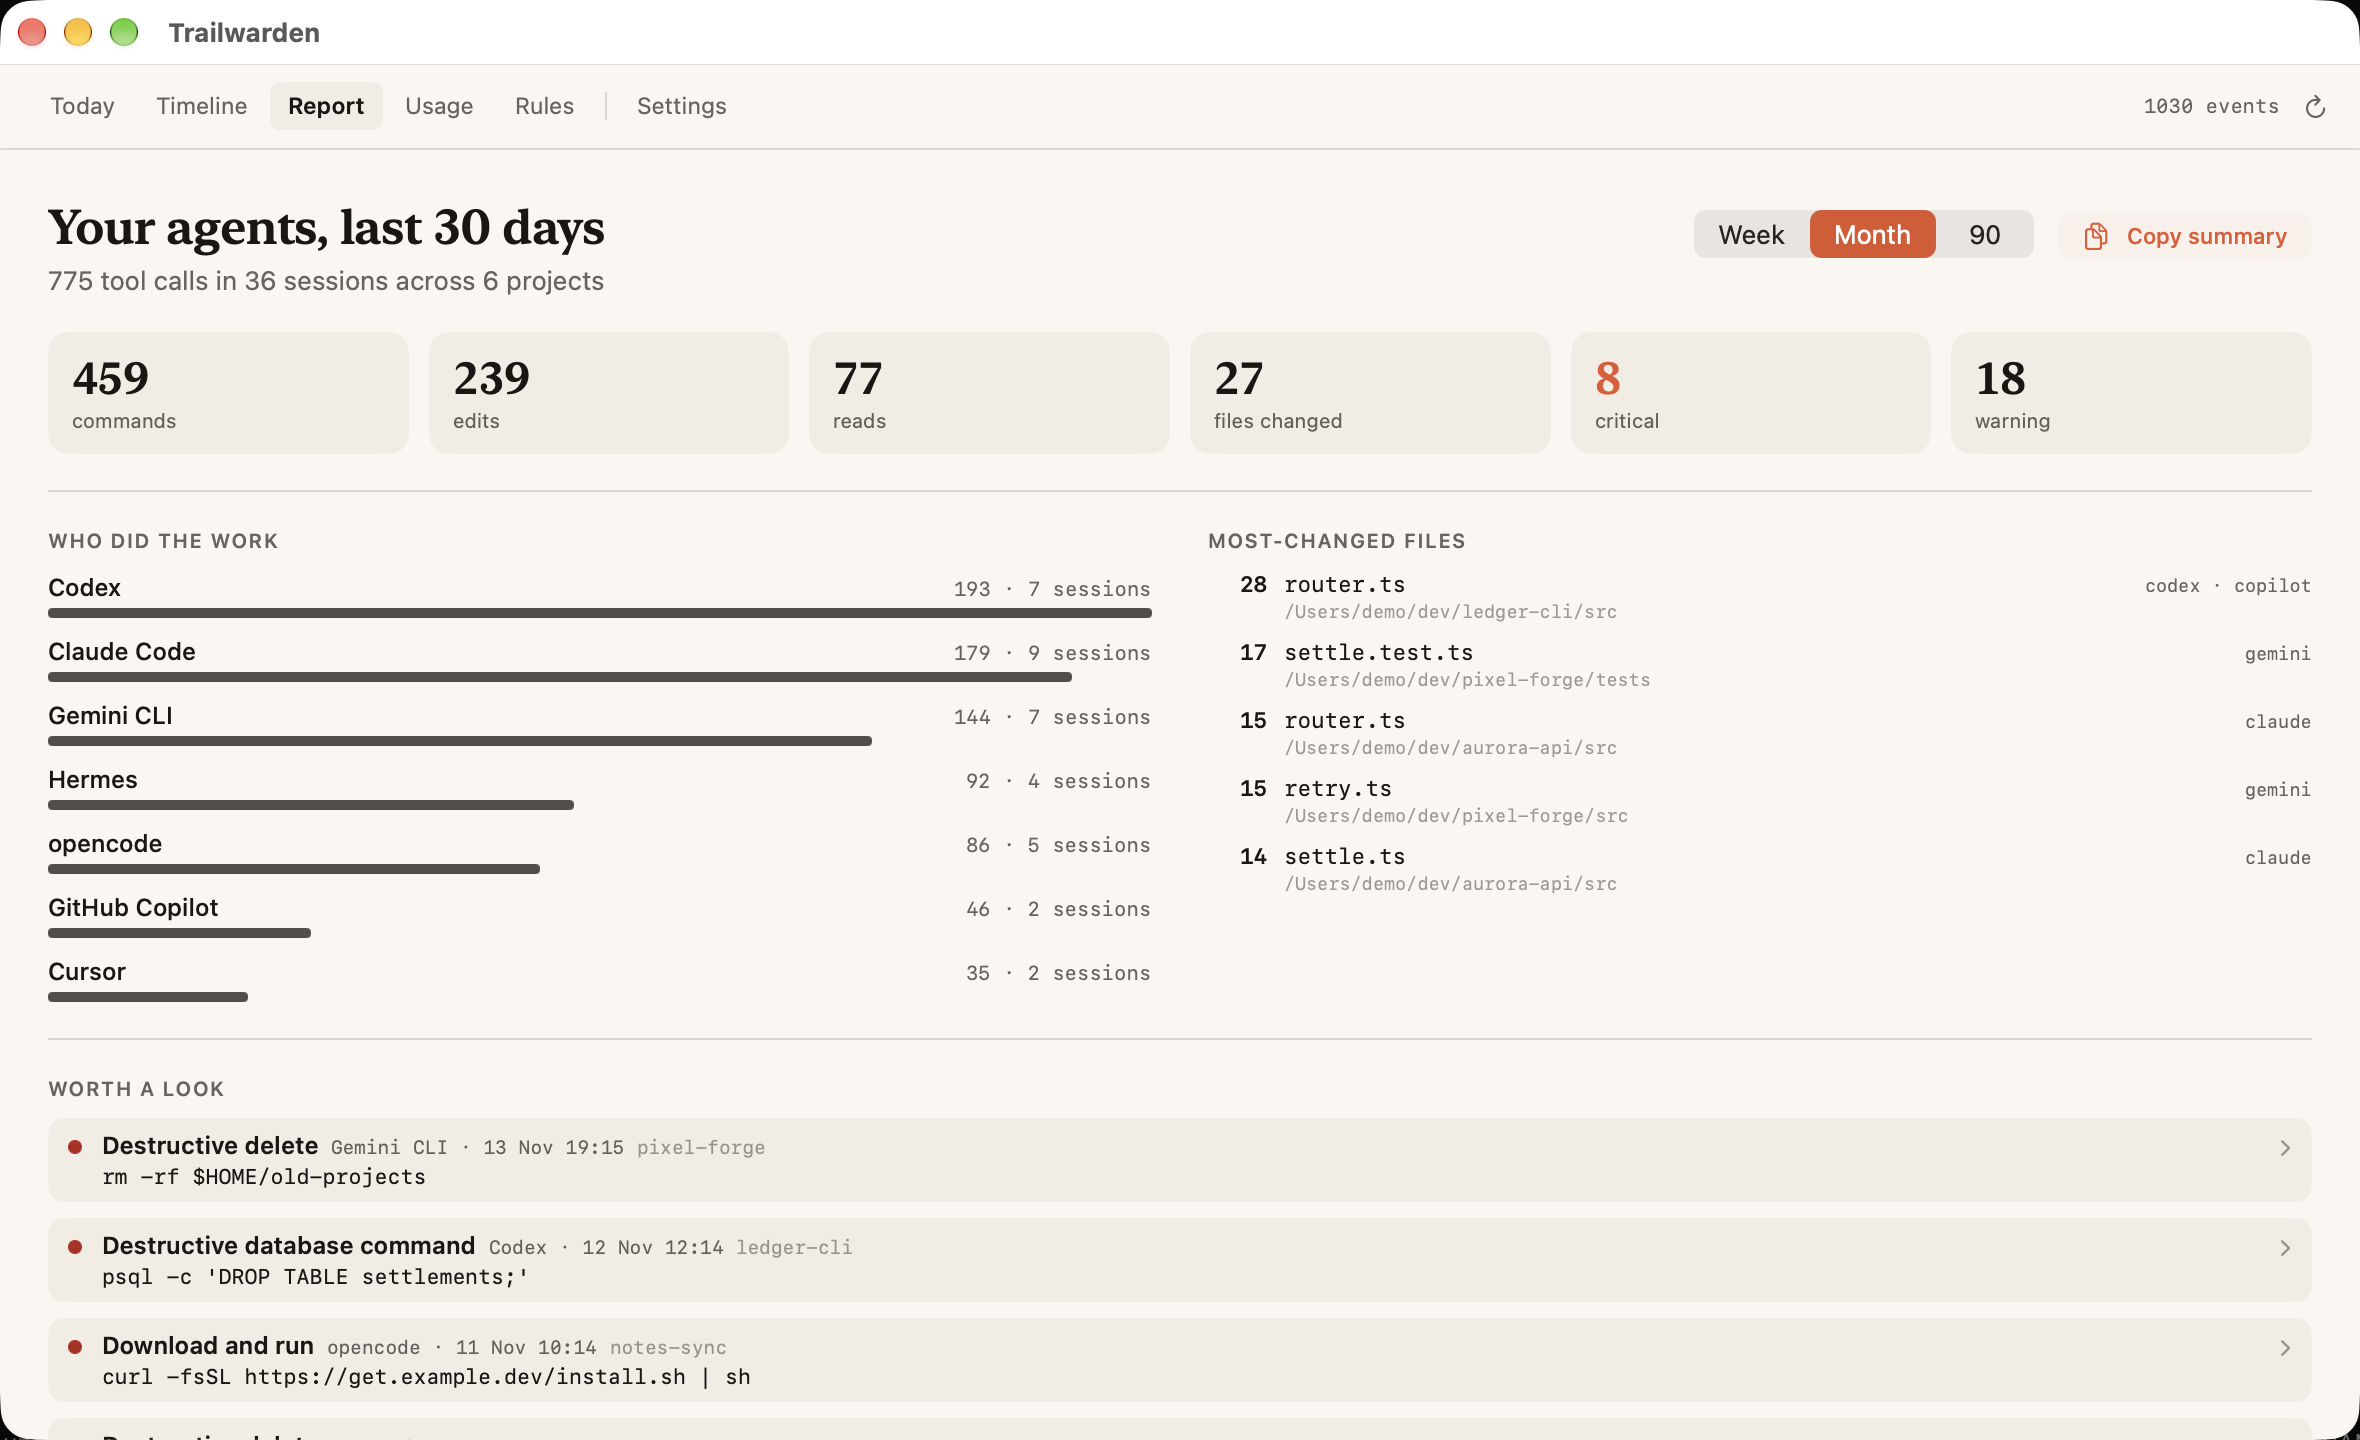 Trailwarden
Today Timeline Report Usage Rules Settings 1030 events
Your agents, last 30 days
Week Month 90 Copy summary
775 tool calls in 36 sessions across 6 projects
459 239 77 27 8 18
commands edits reads files changed critical warning
WHO DID THE WORK
Codex 193 · 7 sessions
Claude Code 179 · 9 sessions
Gemini CLI 144 · 7 sessions
Hermes 92 · 4 sessions
opencode 86 · 5 sessions
GitHub Copilot 46 · 2 sessions
Cursor 35 · 2 sessions
MOST-CHANGED FILES
28 router.ts codex · copilot
/Users/demo/dev/ledger-cli/src
17 settle.test.ts gemini
/Users/demo/dev/pixel-forge/tests
15 router.ts claude
/Users/demo/dev/aurora-api/src
15 retry.ts gemini
/Users/demo/dev/pixel-forge/src
14 settle.ts claude
/Users/demo/dev/aurora-api/src
WORTH A LOOK
Destructive delete Gemini CLI · 13 Nov 19:15 pixel-forge
rm -rf $HOME/old-projects
Destructive database command Codex · 12 Nov 12:14 ledger-cli
psql -c 'DROP TABLE settlements;'
Download and run opencode · 11 Nov 10:14 notes-sync
curl -fsSL https://get.example.dev/install.sh | sh